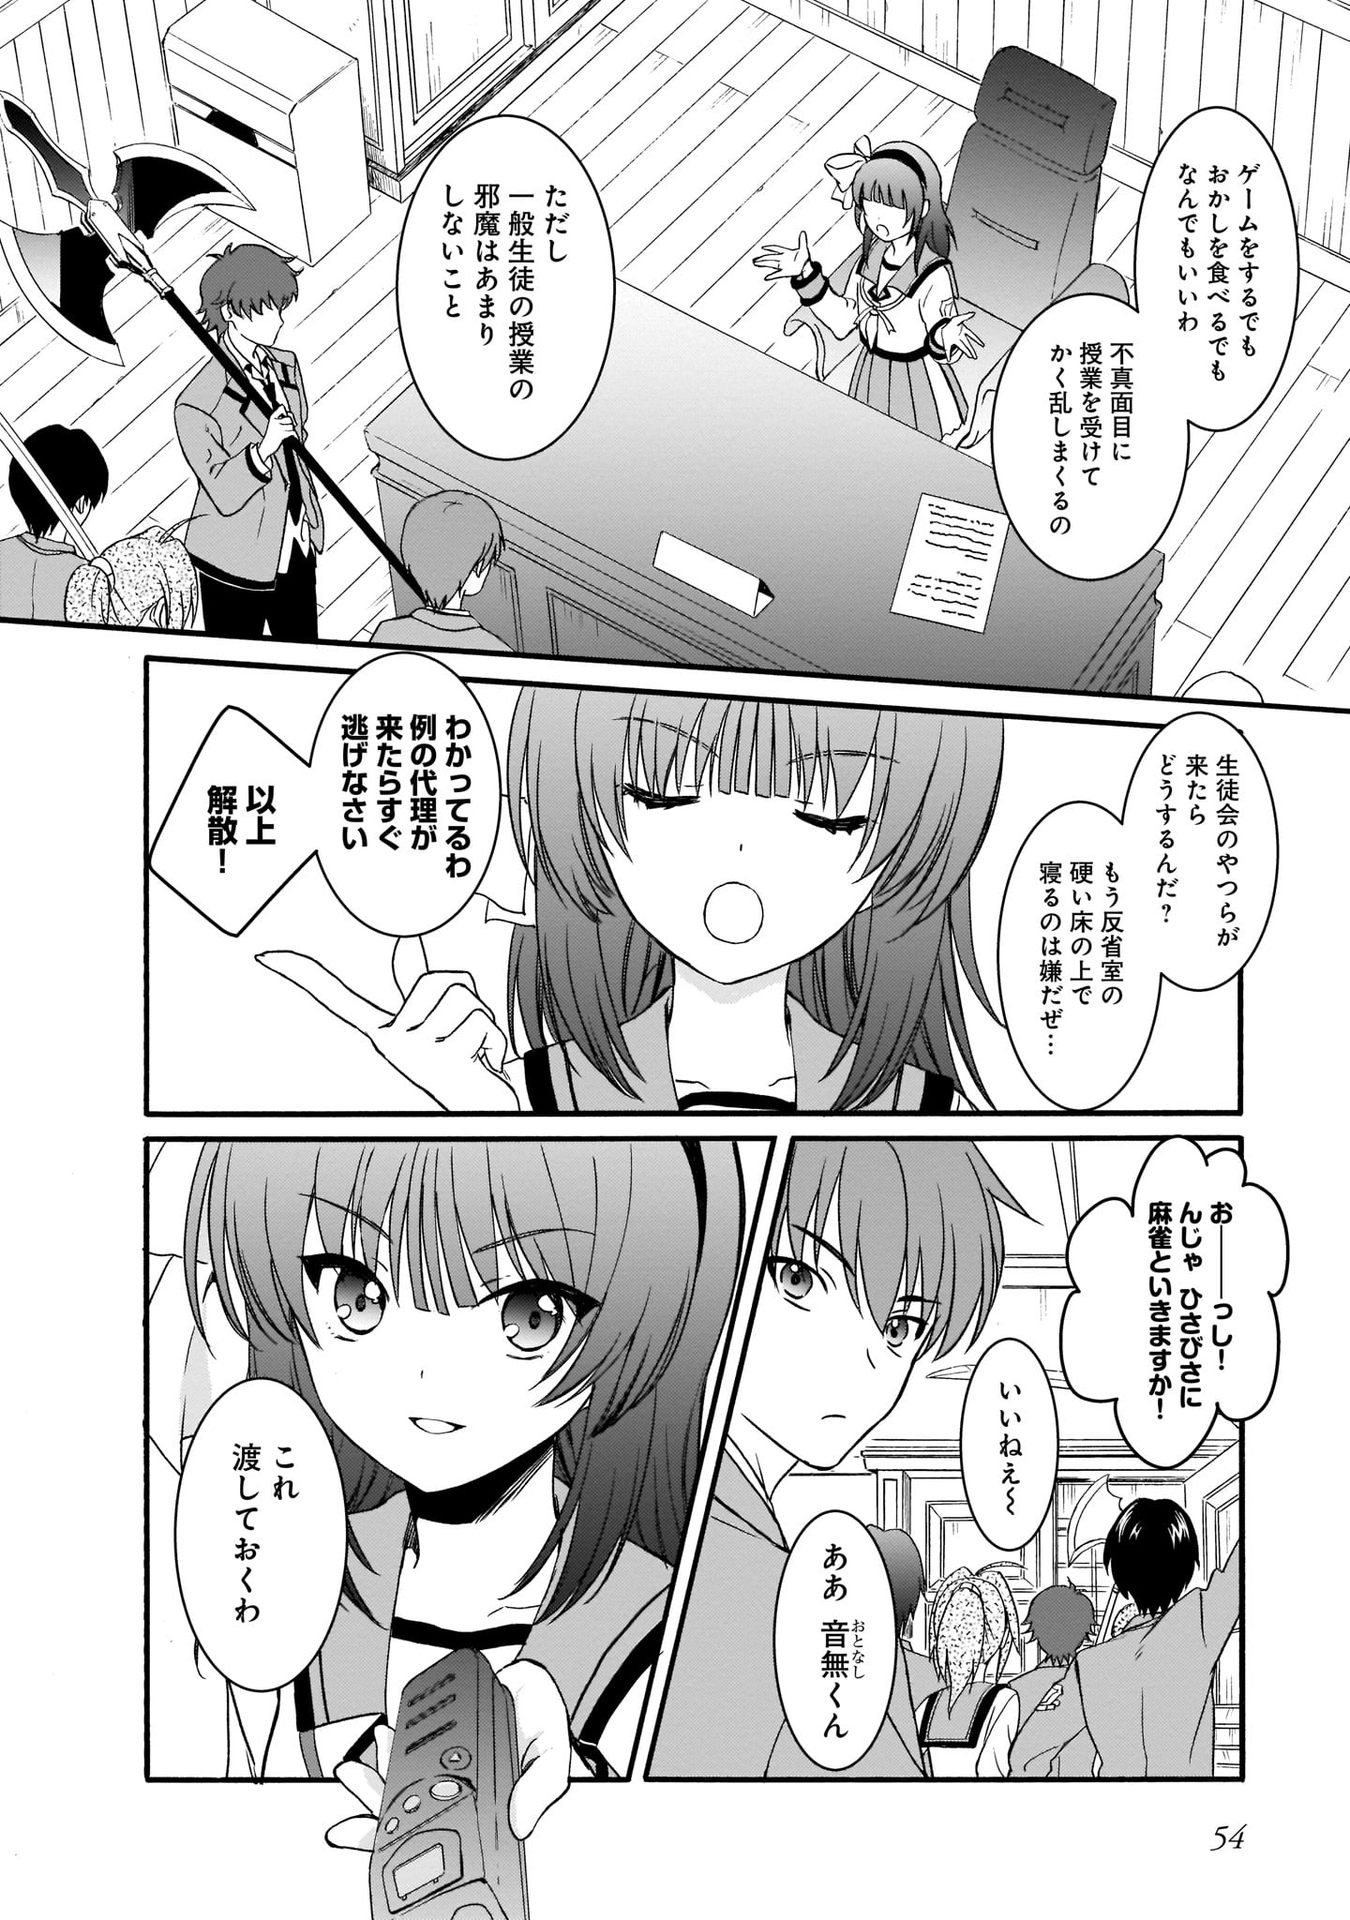 ゲームをするでも
おかしを食べるでも
なんでもいいわ
不真面目に
授業を受けて
かく乱しまくるの
ただし
一般生徒の授業の
邪魔はあまり
しないこと
生徒会のやつらが
来たら
どうするんだ?
もう反省室の
硬い床の上で
寝るのは嫌だぜ…
わかってるわ
例の代理が
来たらすぐ
逃げなさい
以上
解散!
お――っし!
んじゃ ひさびさに
麻雀といきますか!
いいねぇ〜
ああ 音無くん
おとなし
これ
渡しておくわ
54